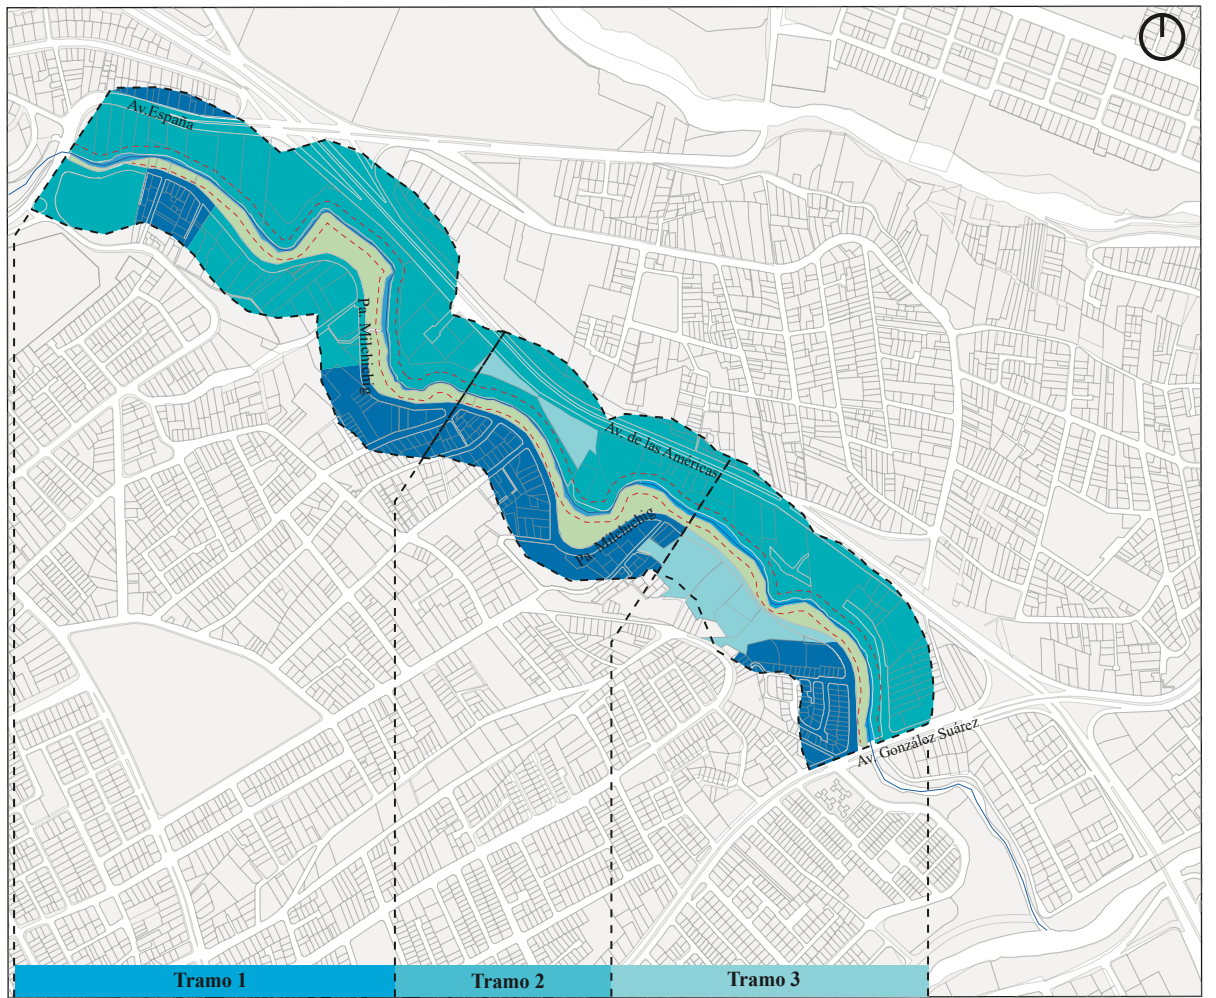 Av.España
Pa. Milchichig
Av. de las Américas
Pa. Milchichig
Av. González Suárez
Tramo 1
Tramo 2
Tramo 3